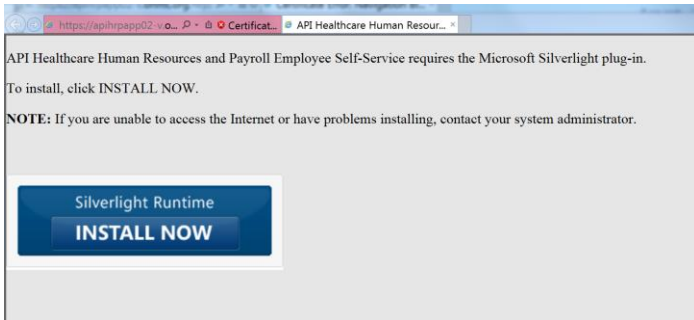 https://apihrpapp02-v.o... Certificat... API Healthcare Human Resour... ×
API Healthcare Human Resources and Payroll Employee Self-Service requires the Microsoft Silverlight plug-in.
To install, click INSTALL NOW.
NOTE: If you are unable to access the Internet or have problems installing, contact your system administrator.
Silverlight Runtime
INSTALL NOW